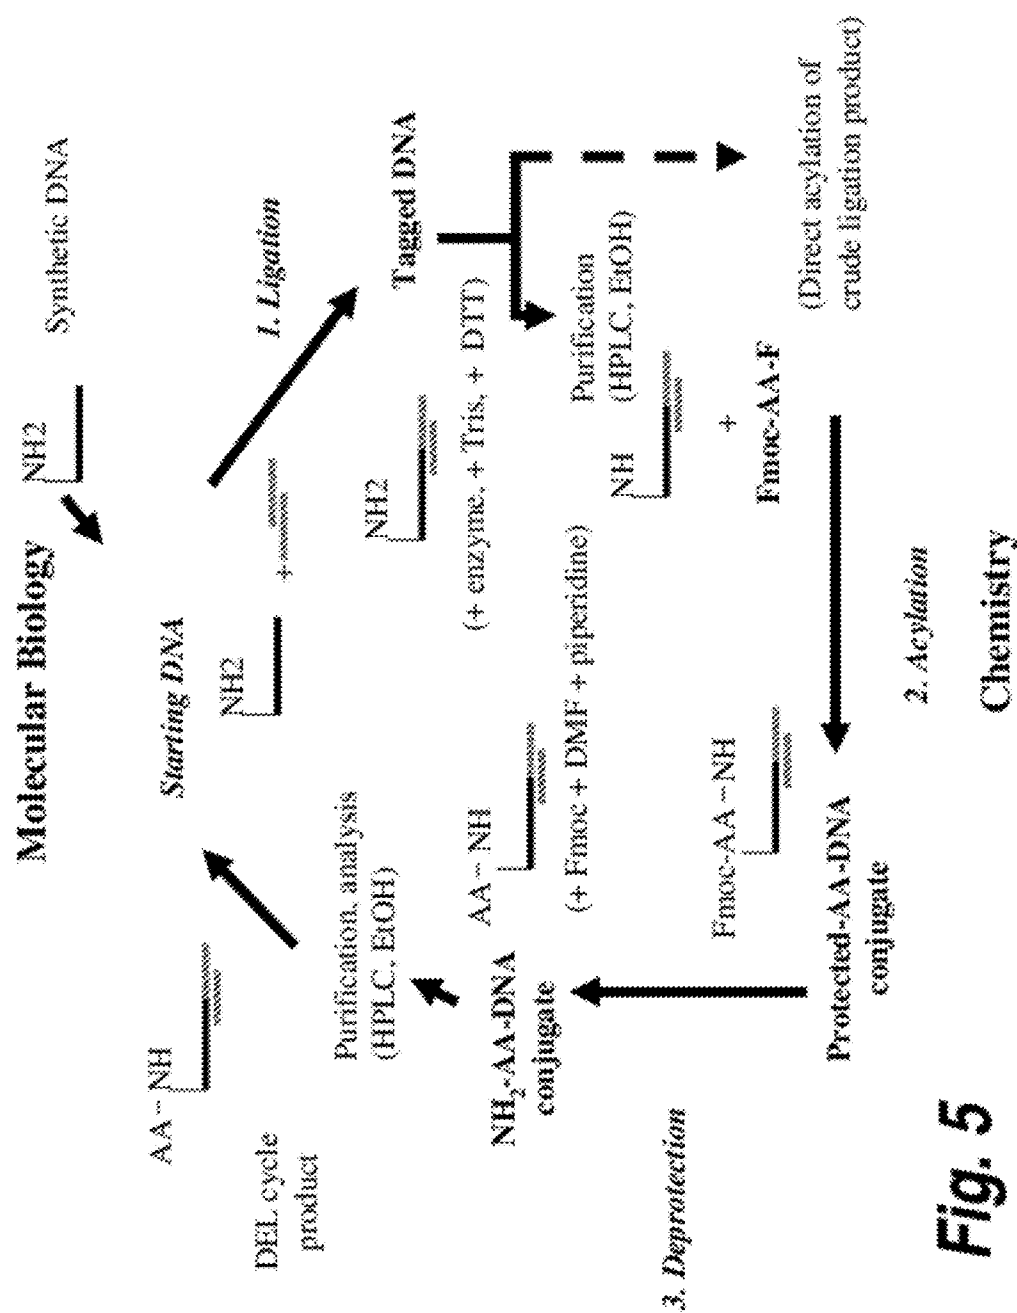 Molecular Biology
NH2
Synthetic DNA
Starting DNA
NH2
+
1. Ligation
Tagged DNA
NH2
(+ enzyme, + Tris, + DTT)
Purification
(HPLC, EtOH)
NH
+
Fmoc-AA-F
(Direct acylation of
crude ligation product)
2. Acylation
Chemistry
Fmoc-AA-NH
Protected-AA-DNA
conjugate
3. Deprotection
AA-NH
(+ Fmoc + DMF + piperidine)
NH2-AA-DNA
conjugate
Purification, analysis
(HPLC, EtOH)
AA-NH
DEL cycle
product
Fig. 5